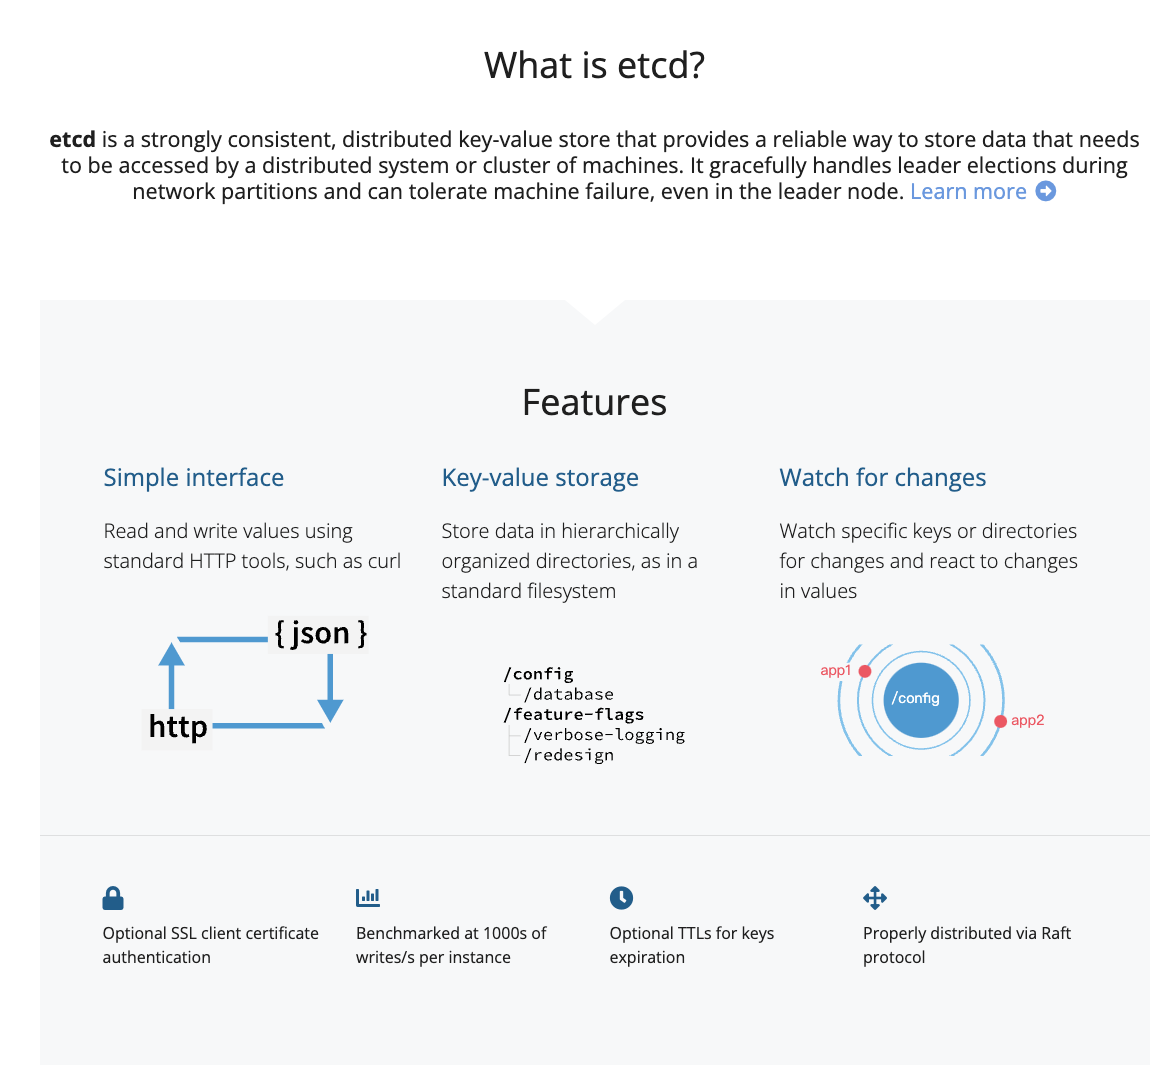 What is etcd?
etcd is a strongly consistent, distributed key-value store that provides a reliable way to store data that needs
to be accessed by a distributed system or cluster of machines. It gracefully handles leader elections during
network partitions and can tolerate machine failure, even in the leader node. Learn more
Features
Simple interface
Read and write values using
standard HTTP tools, such as curl
{ json }
http
Key-value storage
Store data in hierarchically
organized directories, as in a
standard filesystem
/config
/database
/feature-flags
/verbose-logging
/redesign
Watch for changes
Watch specific keys or directories
for changes and react to changes
in values
app1
/config
app2
Optional SSL client certificate
authentication
Benchmarked at 1000s of
writes/s per instance
Optional TTLs for keys
expiration
Properly distributed via Raft
protocol